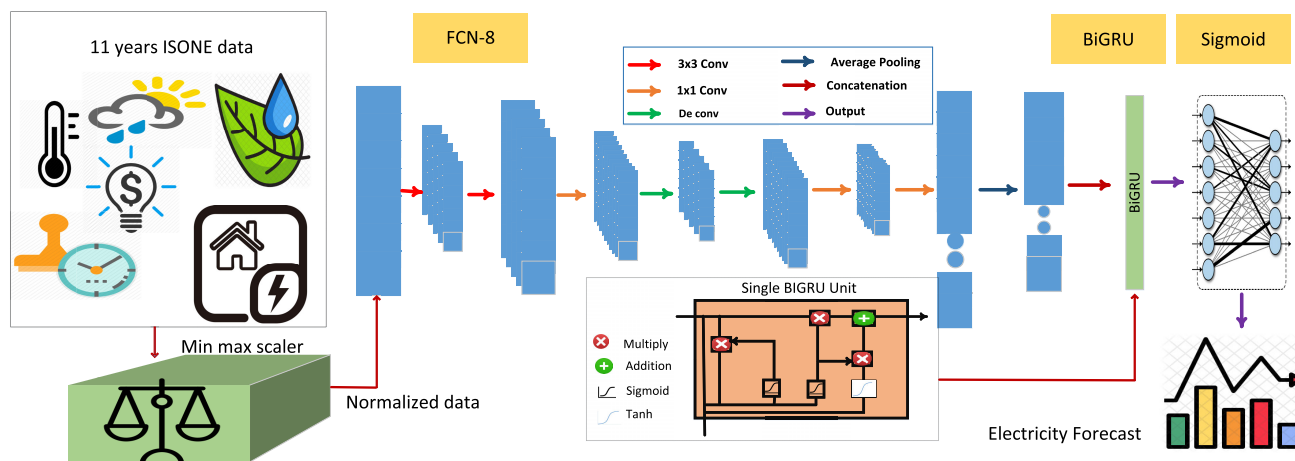 11 years ISONE data
$
Min max scaler
Normalized data
FCN-8
3x3 Conv
1x1 Conv
De conv
Average Pooling
Concatenation
Output
BiGRU
Sigmoid
BiGRU
Single BIGRU Unit
Multiply
Addition
Sigmoid
Tanh
Electricity Forecast